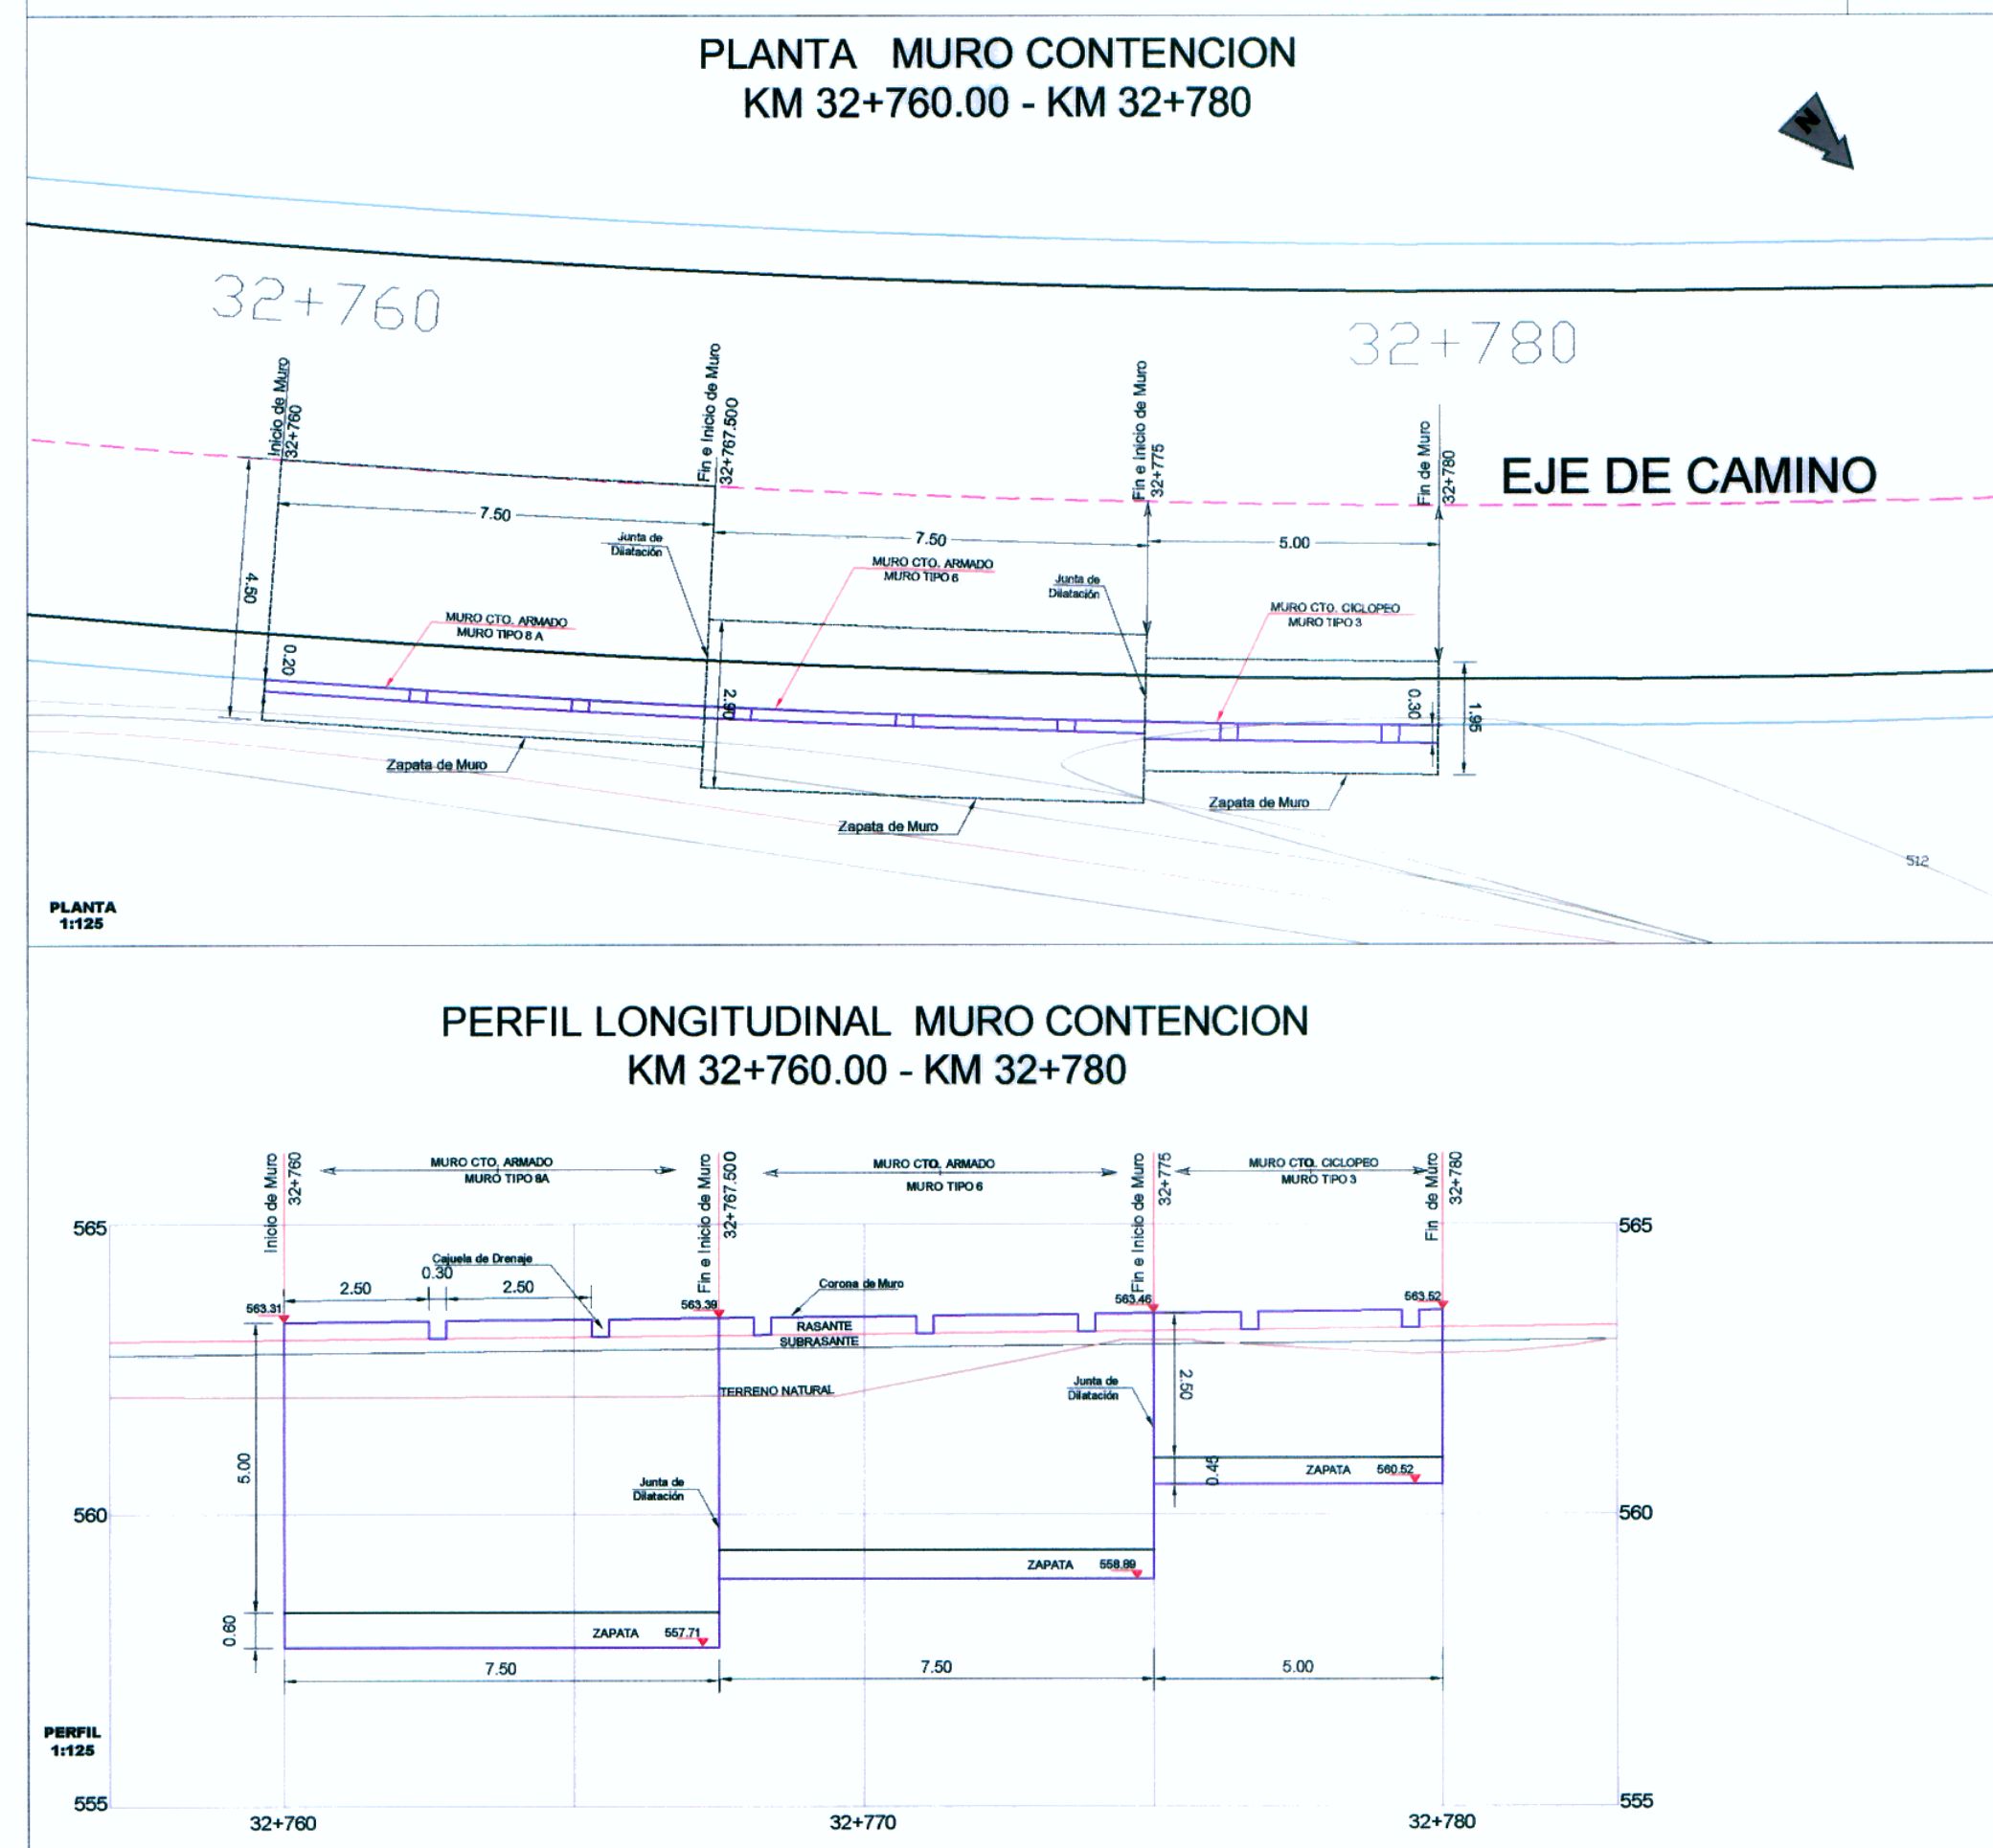 PLANTA MURO CONTENCION
KM 32+760.00 - KM 32+780
N
32+760
32+780
Inicio de Muro
32+760
Fin e Inicio de Muro
32+767.500
Fin e Inicio de Muro
32+775
Fin de Muro
32+780
EJE DE CAMINO
7.50
7.50
5.00
Junta de
Dilatación
MURO CTO. ARMADO
MURO TIPO 6
Junta de
Dilatación
4.50
MURO CTO. ARMADO
MURO TIPO 8 A
MURO CTO. CICLOPEO
MURO TIPO 3
0.20
2.90
0.30
1.95
Zapata de Muro
Zapata de Muro
Zapata de Muro
512
PLANTA
1:125
PERFIL LONGITUDINAL MURO CONTENCION
KM 32+760.00 - KM 32+780
Inicio de Muro
32+760
MURO CTO. ARMADO
MURO TIPO 8A
Fin e Inicio de Muro
32+767.500
MURO CTO. ARMADO
MURO TIPO 6
Fin e Inicio de Muro
32+775
MURO CTO. CICLOPEO
MURO TIPO 3
Fin de Muro
32+780
565
565
Cajuela de Drenaje
2.50
0.30
2.50
Corona de Muro
563.31
563.39
563.46
563.52
RASANTE
SUBRASANTE
TERRENO NATURAL
Junta de
Dilatación
2.50
5.00
0.45
ZAPATA 560.52
Junta de
Dilatación
560
560
ZAPATA 558.89
0.60
ZAPATA 557.71
7.50
7.50
5.00
PERFIL
1:125
555
555
32+760
32+770
32+780